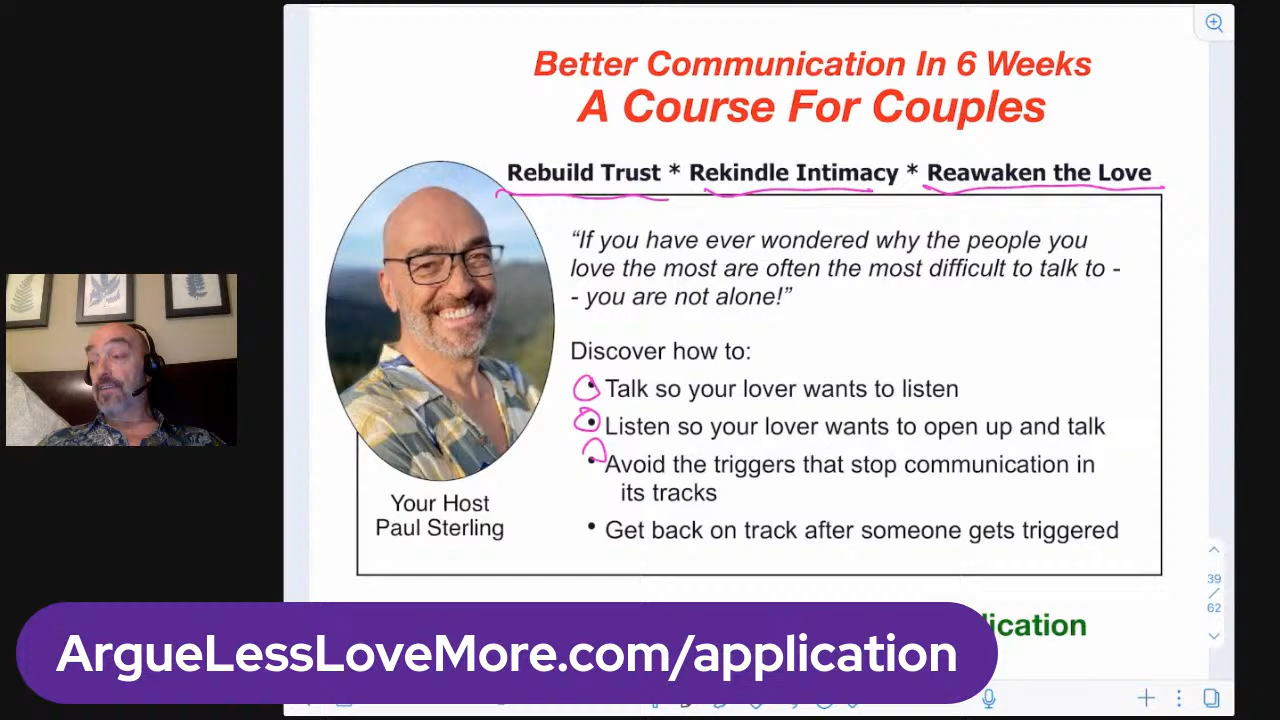 Better Communication In 6 Weeks
A Course For Couples
Rebuild Trust * Rekindle Intimacy * Reawaken the Love
“If you have ever wondered why the people you
love the most are often the most difficult to talk to -
- you are not alone!”
Discover how to:
• Talk so your lover wants to listen
• Listen so your lover wants to open up and talk
• Avoid the triggers that stop communication in
its tracks
• Get back on track after someone gets triggered
Your Host
Paul Sterling
39
/
62
ArgueLessLoveMore.com/application